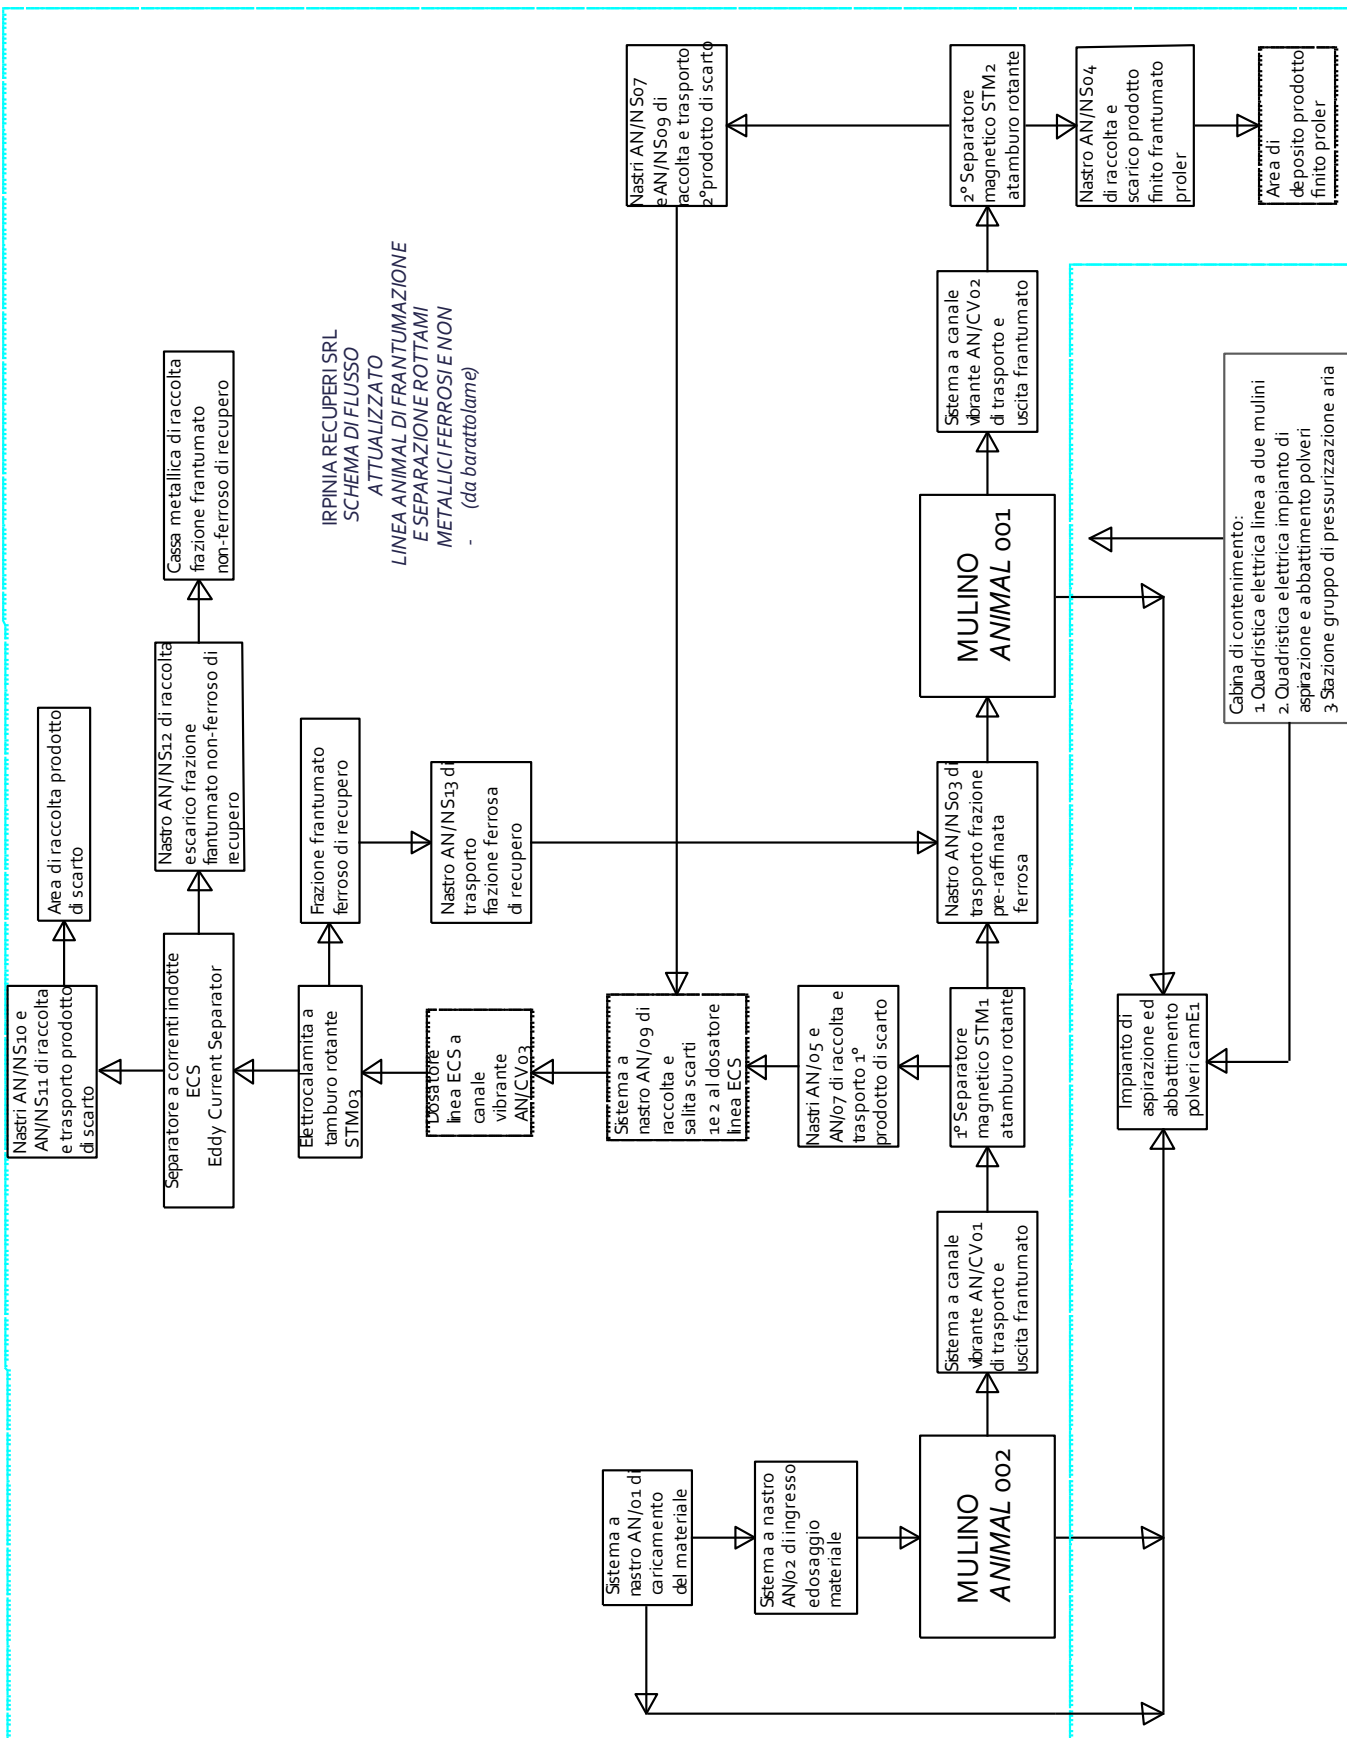 IRPINIA RECUPERI SRL
SCHEMA DI FLUSSO
ATTUALIZZATO
LINEA ANIMAL DI FRANTUMAZIONE
E SEPARAZIONE ROTTAMI
METALLICI FERROSI E NON
- (da barattolame)
Nastri AN/NS10 e
AN/NS11 di raccolta
e trasporto prodotto
di scarto
Area di raccolta prodotto
di scarto
Separatore a correnti indotte
ECS
Eddy Current Separator
Nastro AN/NS12 di raccolta
e scarico frazione
frantumato non-ferroso di
recupero
Cassa metallica di raccolta
frazione frantumato
non-ferroso di recupero
Elettrocalamita a
tamburo rotante
STM03
Frazione frantumato
ferroso di recupero
Dosatore
linea ECS a
canale
vibrante
AN/CV03
Nastro AN/NS13 di
trasporto
frazione ferrosa
di recupero
Sistema a
nastro AN/01 di
caricamento
del materiale
Sistema a
nastro AN/09 di
raccolta e
salita scarti
1 e 2 al dosatore
linea ECS
Nastri AN/NS07
e AN/NS09 di
raccolta e trasporto
2° prodotto di scarto
Sistema a nastro
AN/02 di ingresso
e dosaggio
materiale
Nastri AN/05 e
AN/07 di raccolta e
trasporto 1°
prodotto di scarto
MULINO
ANIMAL 002
Sistema a canale
vibrante AN/CV01
di trasporto e
uscita frantumato
1° Separatore
magnetico STM1
a tamburo rotante
Nastro AN/NS03 di
trasporto frazione
pre-raffinata
ferrosa
MULINO
ANIMAL 001
Sistema a canale
vibrante AN/CV02
di trasporto e
uscita frantumato
2° Separatore
magnetico STM2
a tamburo rotante
Nastro AN/NS04
di raccolta e
scarico prodotto
finito frantumato
proler
Area di
deposito prodotto
finito proler
Impianto di
aspirazione ed
abbattimento
polveri camE1
Cabina di contenimento:
1 Quadristica elettrica linea a due mulini
2. Quadristica elettrica impianto di
aspirazione e abbattimento polveri
3 Stazione gruppo di pressurizzazione aria